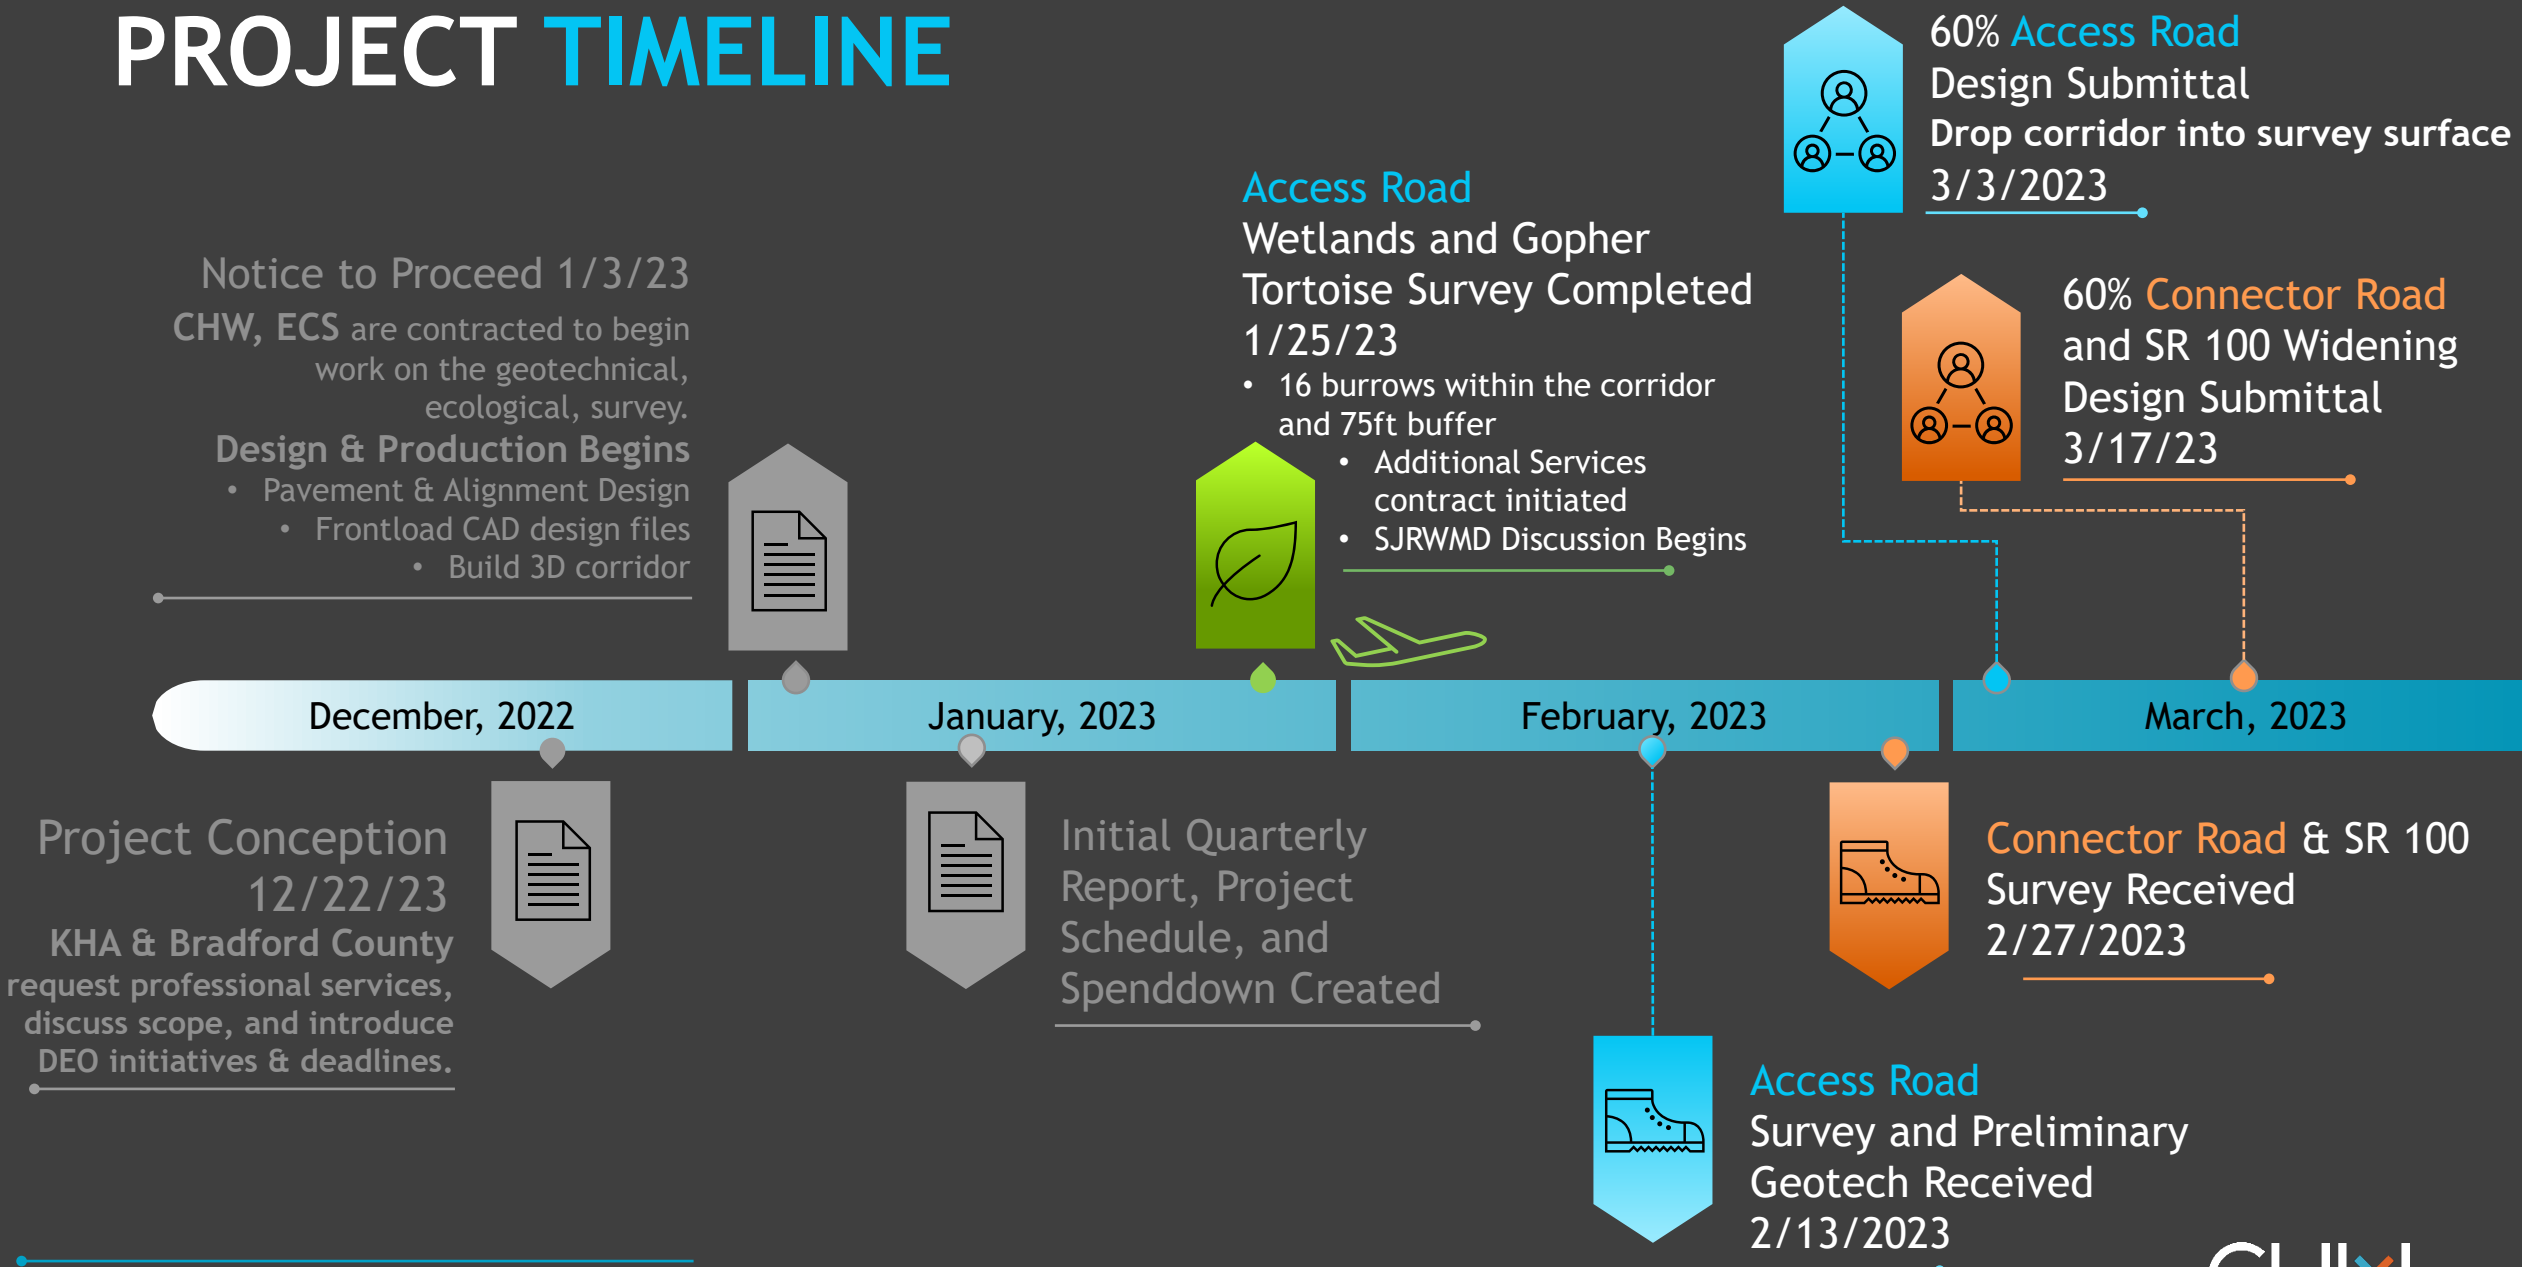 PROJECT TIMELINE
60% Access Road
Design Submittal
Drop corridor into survey surface
3/3/2023
Access Road
Wetlands and Gopher
Tortoise Survey Completed
1/25/23
• 16 burrows within the corridor
and 75ft buffer
• Additional Services
contract initiated
• SJRWMD Discussion Begins
Notice to Proceed 1/3/23
CHW, ECS are contracted to begin
work on the geotechnical,
ecological, survey.
Design & Production Begins
• Pavement & Alignment Design
• Frontload CAD design files
• Build 3D corridor
60% Connector Road
and SR 100 Widening
Design Submittal
3/17/23
December, 2022
January, 2023
February, 2023
March, 2023
Project Conception
12/22/23
KHA & Bradford County
request professional services,
discuss scope, and introduce
DEO initiatives & deadlines.
Initial Quarterly
Report, Project
Schedule, and
Spenddown Created
Connector Road & SR 100
Survey Received
2/27/2023
Access Road
Survey and Preliminary
Geotech Received
2/13/2023